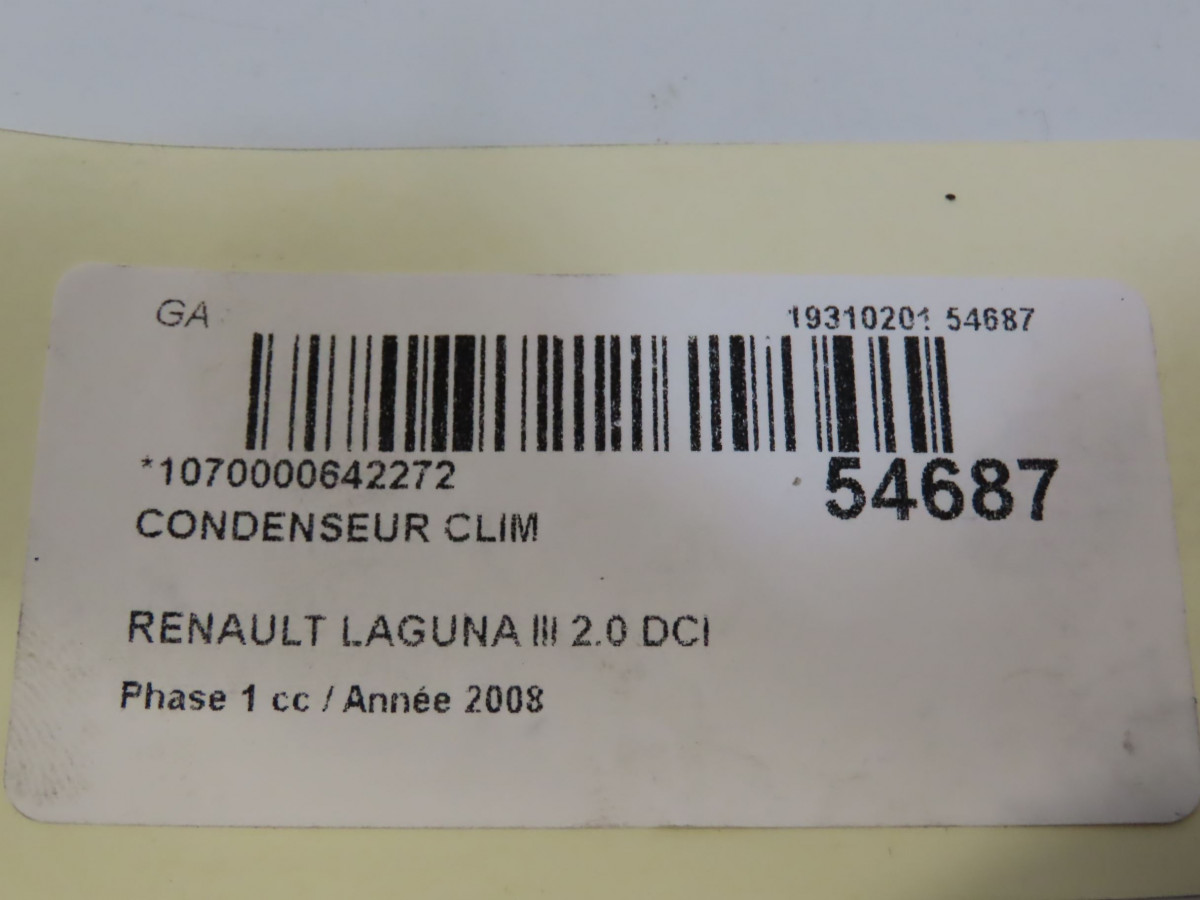 GA 19310201 54687
*1070000642272 54687
CONDENSEUR CLIM
RENAULT LAGUNA III 2.0 DCI
Phase 1 cc / Année 2008